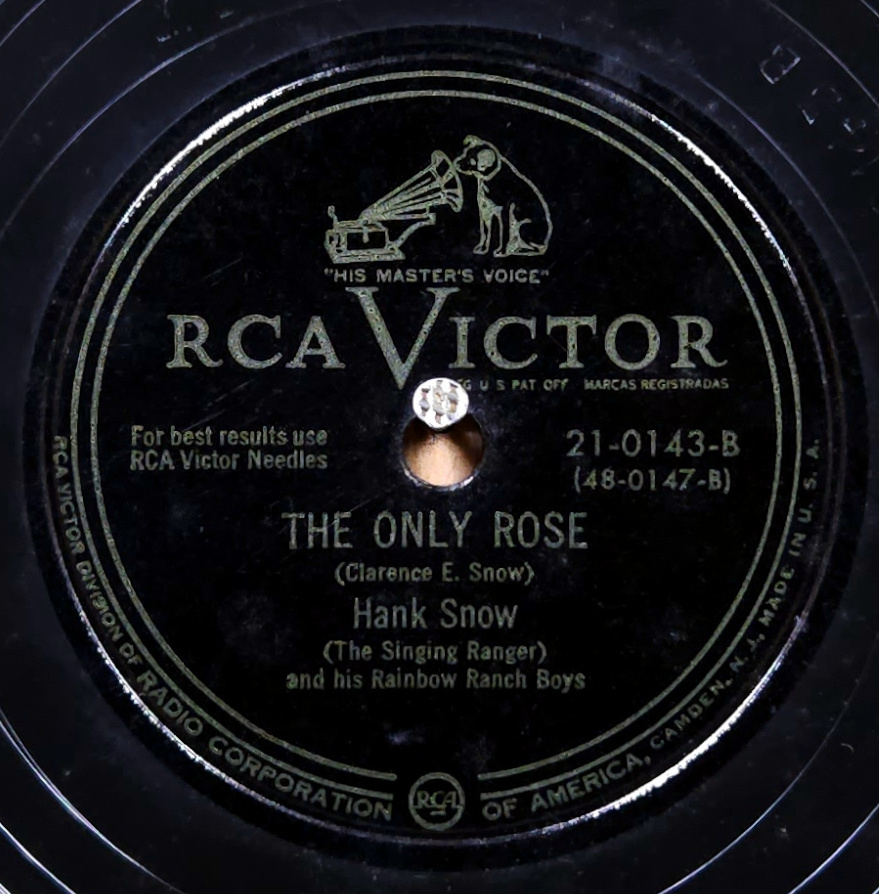 "HIS MASTER'S VOICE"
RCA VICTOR
G U S PAT OFF MARCAS REGISTRADAS
For best results use
RCA Victor Needles
21-0143-B
(48-0147-B)
THE ONLY ROSE
(Clarence E. Snow)
Hank Snow
(The Singing Ranger)
and his Rainbow Ranch Boys
RCA VICTOR DIVISION OF RADIO CORPORATION OF AMERICA, CAMDEN, N. J., MADE IN U. S. A.
RCA